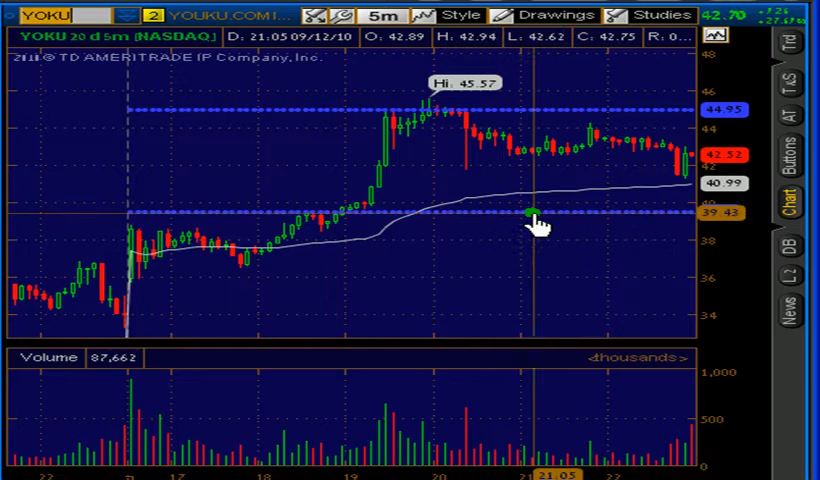 YOKU 2 YOUKU.COM I... 5m Style Drawings Studies 42.70
YOKU 20 d 5m [NASDAQ] D: 21:05 09/12/10 O: 42.89 H: 42.94 L: 42.62 C: 42.75 R: 0...
© TD AMERITRADE IP Company, Inc.
Hi: 45.57
48
46
44.95
44
42.52
42
40.99
39.43
38
36
34
Volume 87,662 <thousands>
1,000
500
0
22 17 18 19 20 21 21:05 22
Trd
T&S
AT
Buttons
Chart
DB
L 2
News